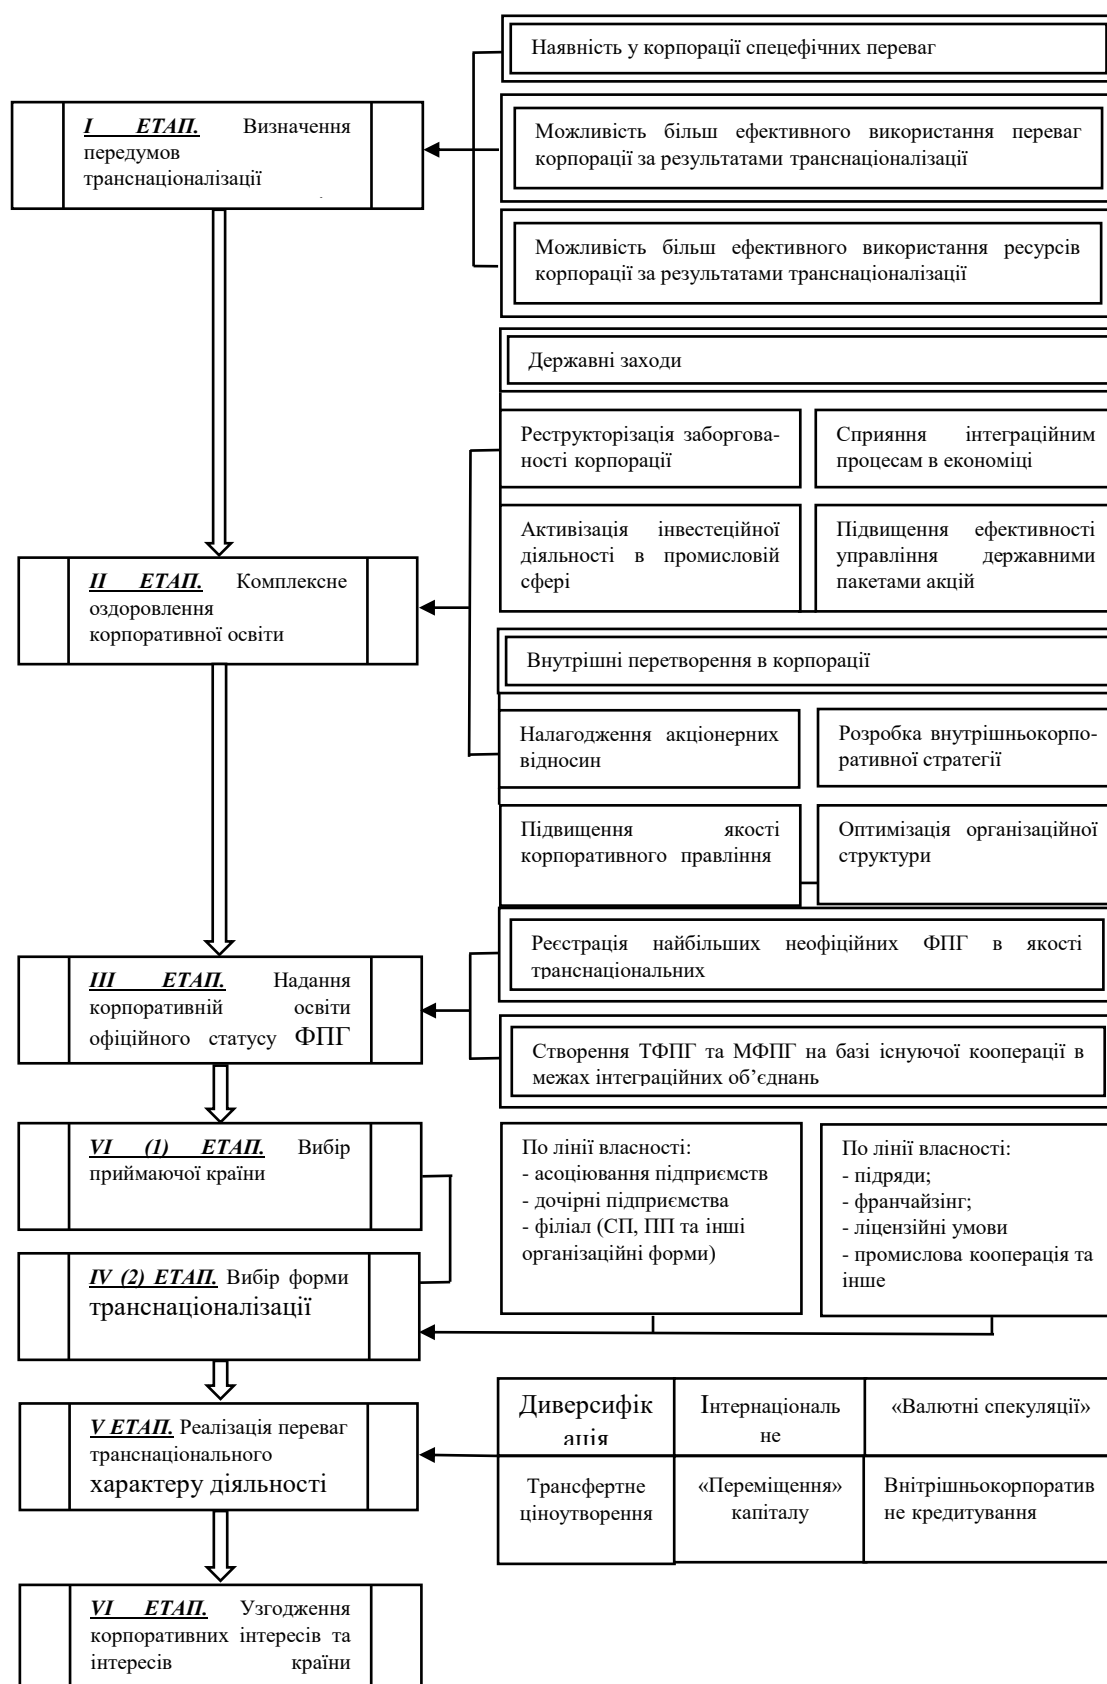 Наявність у корпорації спецефічних переваг
І ЕТАП. Визначення
передумов
транснаціоналізації
Можливість більш ефективного використання переваг
корпорації за результатами транснаціоналізації
Можливість більш ефективного використання ресурсів
корпорації за результатами транснаціоналізації
Державні заходи
Реструкторізація заборгова-
ності корпорації
Сприяння інтеграційним
процесам в економіці
Активізація інвестеційної
діяльності в промисловій
сфері
Підвищення ефективності
управління державними
пакетами акцій
ІІ ЕТАП. Комплексне
оздоровлення
корпоративної освіти
Внутрішні перетворення в корпорації
Налагодження акціонерних
відносин
Розробка внутрішньокорпо-
ративної стратегії
Підвищення якості
корпоративного правління
Оптимізація організаційної
структури
ІІІ ЕТАП. Надання
корпоративній освіти
офіційного статусу ФПГ
Реєстрація найбільших неофіційних ФПГ в якості
транснаціональних
Створення ТФПГ та МФПГ на базі існуючої кооперації в
межах інтеграційних об’єднань
VI (1) ЕТАП. Вибір
приймаючої країни
IV (2) ЕТАП. Вибір форми
транснаціоналізації
По лінії власності:
- асоціювання підприємств
- дочірні підприємства
- філіал (СП, ПП та інші
організаційні форми)
По лінії власності:
- підряди;
- франчайзінг;
- ліцензійні умови
- промислова кооперація та
інше
V ЕТАП. Реалізація переваг
транснаціонального
характеру діяльності
Диверсифік
ація
Інтернаціональ
не
«Валютні спекуляції»
Трансфертне
ціноутворення
«Переміщення»
капіталу
Внітрішньокорпоратив
не кредитування
VI ЕТАП. Узгодження
корпоративних інтересів та
інтересів країни